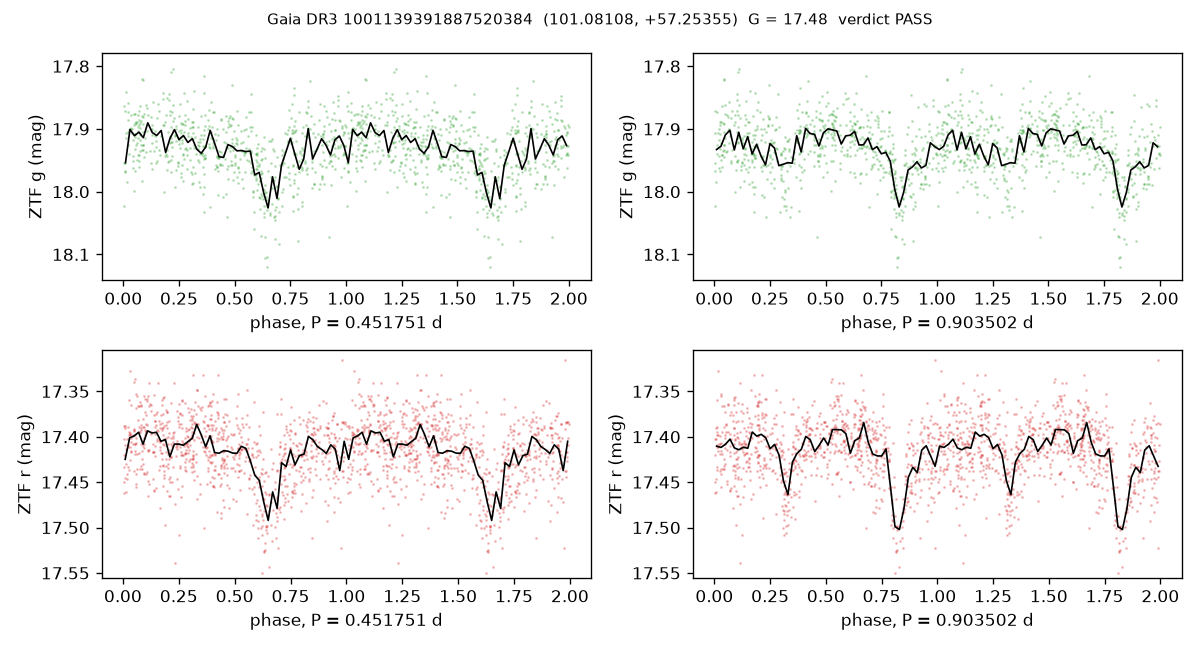 Gaia DR3 1001139391887520384  (101.08108, +57.25355)  G = 17.48  verdict PASS
ZTF g (mag)
17.8
17.9
18.0
18.1
0.00 0.25 0.50 0.75 1.00 1.25 1.50 1.75 2.00
phase, P = 0.451751 d
ZTF g (mag)
17.8
17.9
18.0
18.1
0.00 0.25 0.50 0.75 1.00 1.25 1.50 1.75 2.00
phase, P = 0.903502 d
ZTF r (mag)
17.35
17.40
17.45
17.50
17.55
0.00 0.25 0.50 0.75 1.00 1.25 1.50 1.75 2.00
phase, P = 0.451751 d
ZTF r (mag)
17.35
17.40
17.45
17.50
17.55
0.00 0.25 0.50 0.75 1.00 1.25 1.50 1.75 2.00
phase, P = 0.903502 d